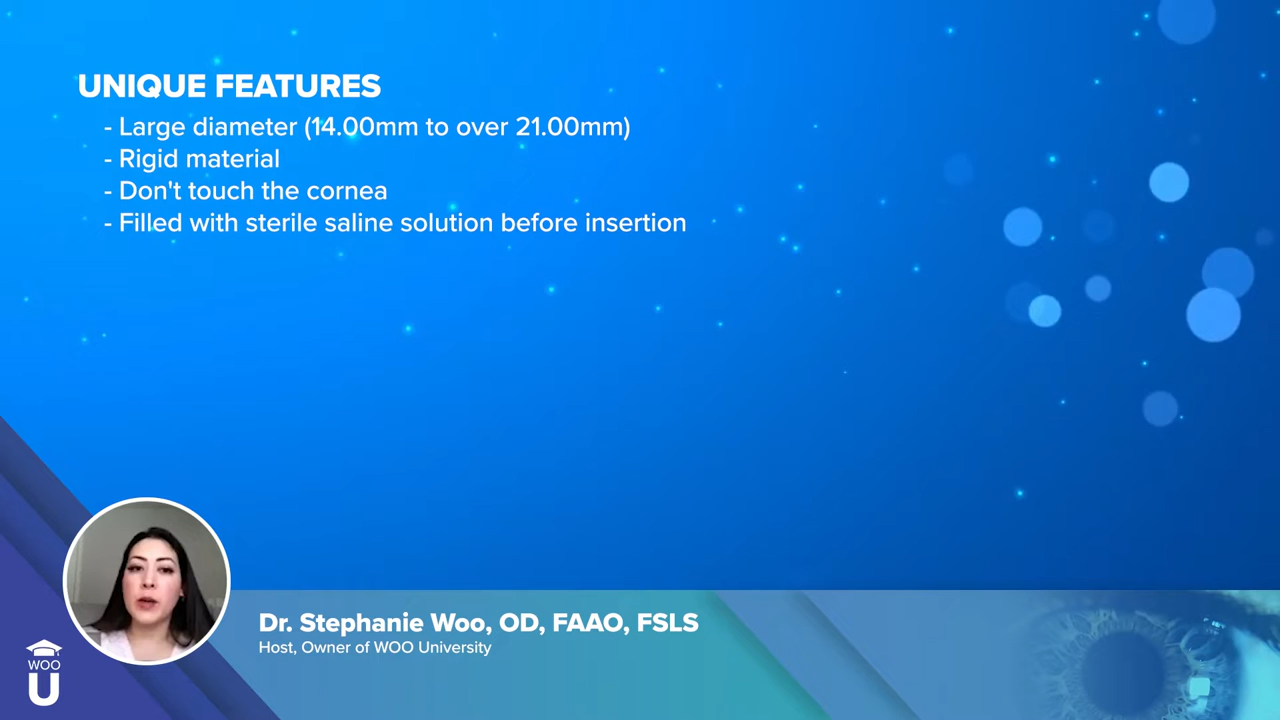 UNIQUE FEATURES
- Large diameter (14.00mm to over 21.00mm)
- Rigid material
- Don't touch the cornea
- Filled with sterile saline solution before insertion
Dr. Stephanie Woo, OD, FAAO, FSLS
Host, Owner of WOO University
WOO
U